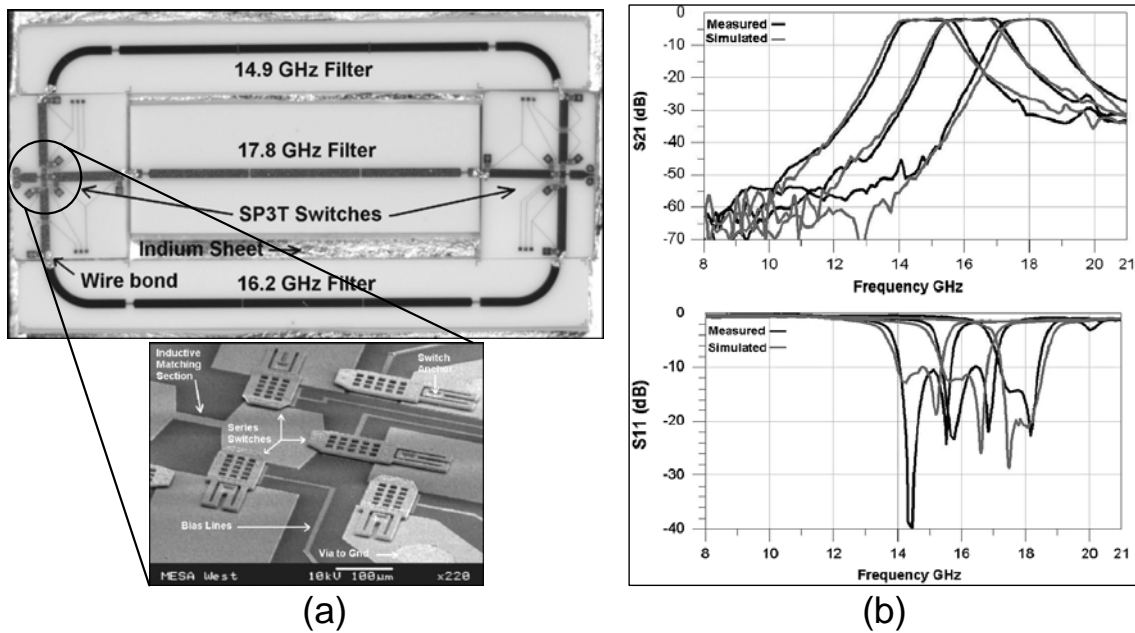 14.9 GHz Filter
17.8 GHz Filter
SP3T Switches
Indium Sheet
Wire bond
16.2 GHz Filter
Inductive
Matching
Section
Switch
Anchor
Series
Switches
Bias Lines
Via to Gnd
MESA West 10kV 100µm x220
(a)
Measured
Simulated
S21 (dB)
0
-10
-20
-30
-40
-50
-60
-70
8 10 12 14 16 18 20 21
Frequency GHz
Measured
Simulated
S11 (dB)
0
-10
-20
-30
-40
8 10 12 14 16 18 20 21
Frequency GHz
(b)